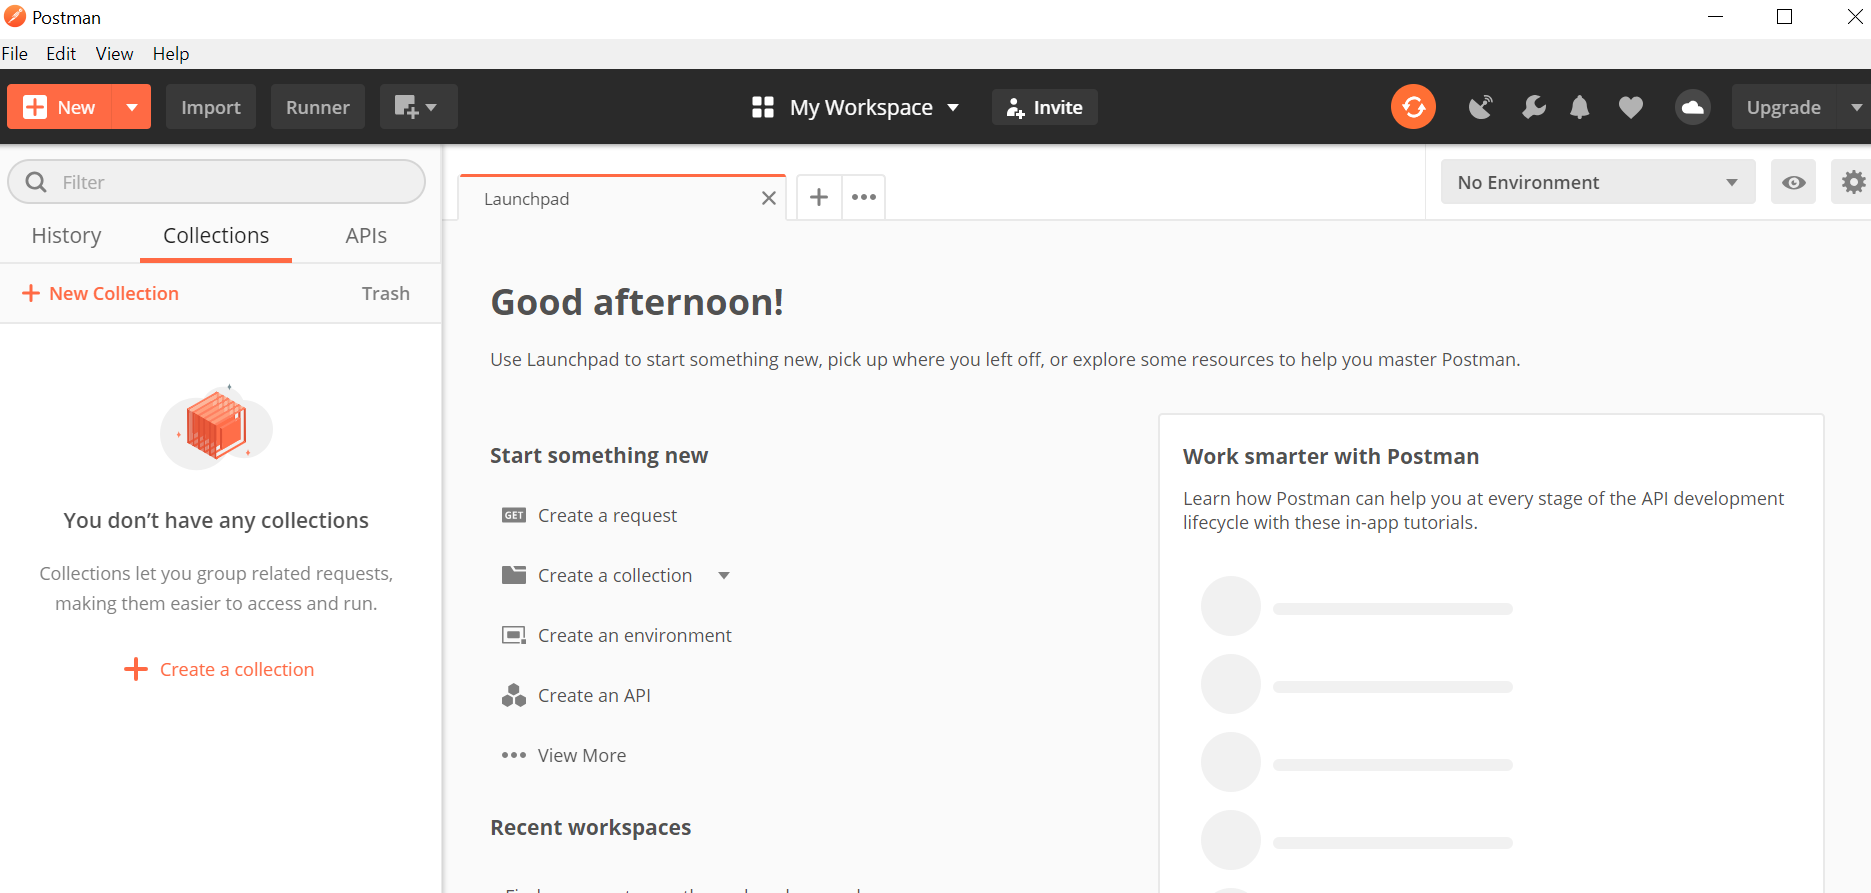 Postman
File Edit View Help
New Import Runner My Workspace Invite Upgrade
Filter
History Collections APIs
New Collection Trash
You don’t have any collections
Collections let you group related requests,
making them easier to access and run.
Create a collection
Launchpad
No Environment
Good afternoon!
Use Launchpad to start something new, pick up where you left off, or explore some resources to help you master Postman.
Start something new
GET Create a request
Create a collection
Create an environment
Create an API
View More
Recent workspaces
Work smarter with Postman
Learn how Postman can help you at every stage of the API development
lifecycle with these in-app tutorials.